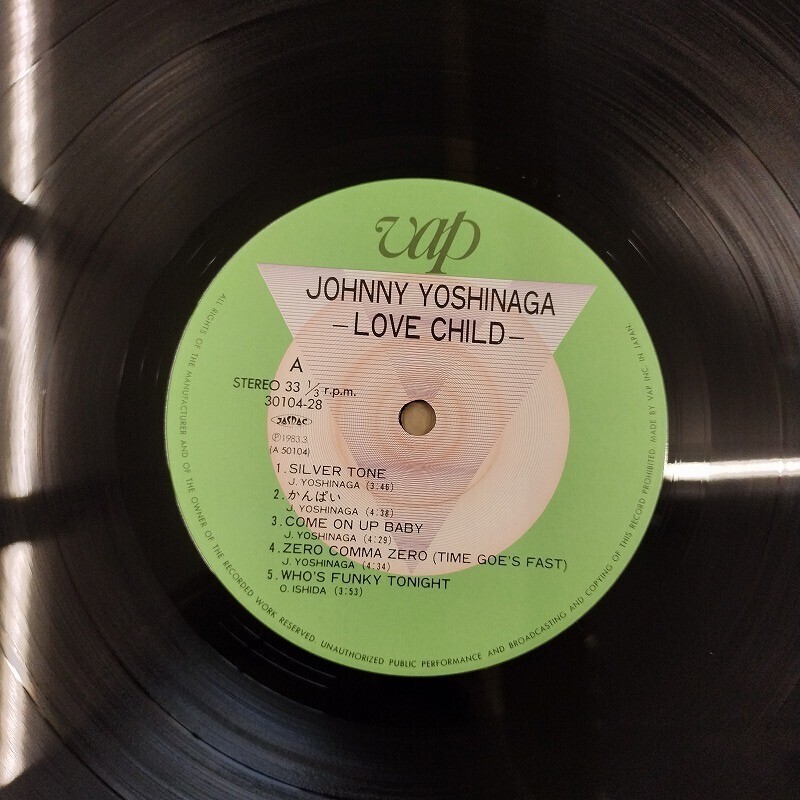 vap
JOHNNY YOSHINAGA
—LOVE CHILD—
A
STEREO 33 1/3 r.p.m.
30104-28
JASRAC
Ⓟ1983.3
(A 50104)
1.SILVER TONE
J. YOSHINAGA (3:46)
2.かんぱい
J. YOSHINAGA (4:38)
3.COME ON UP BABY
J. YOSHINAGA (4:29)
4.ZERO COMMA ZERO (TIME GOE'S FAST)
J. YOSHINAGA (4:34)
5.WHO'S FUNKY TONIGHT
O. ISHIDA (3:53)
ALL RIGHTS OF THE MANUFACTURER AND OF THE OWNER OF THE RECORDED WORK RESERVED. UNAUTHORIZED PUBLIC PERFORMANCE AND BROADCASTING AND COPYING OF THIS RECORD PROHIBITED. MADE BY VAP INC. IN JAPAN.